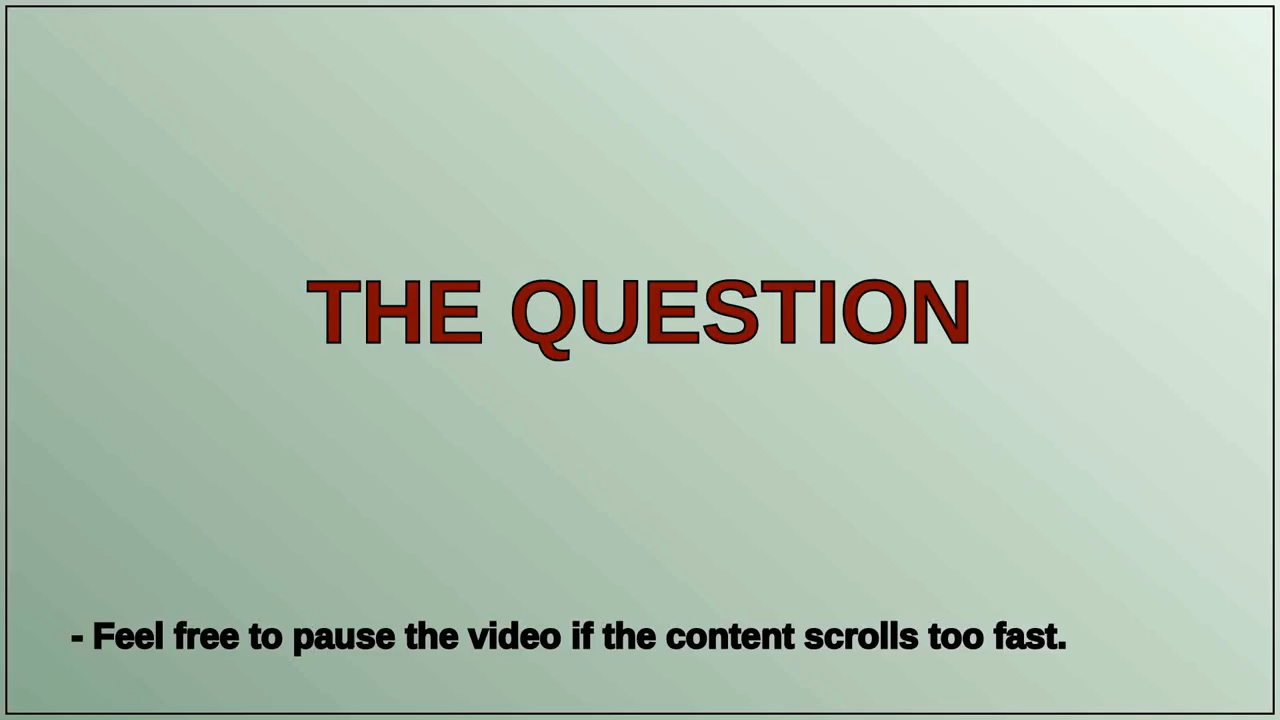 THE QUESTION
- Feel free to pause the video if the content scrolls too fast.